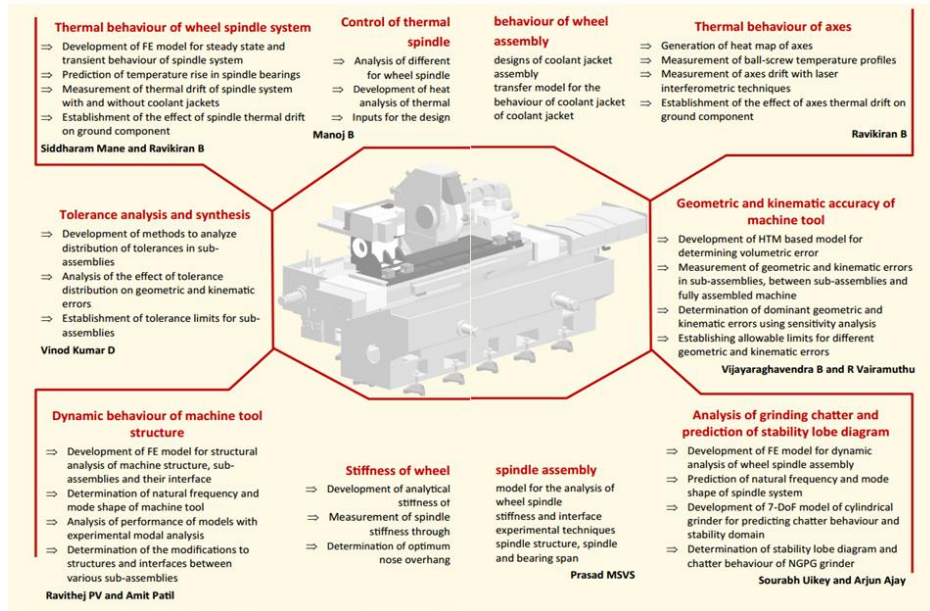 Thermal behaviour of wheel spindle system
⇒ Development of FE model for steady state and
transient behaviour of spindle system
⇒ Prediction of temperature rise in spindle bearings
⇒ Measurement of thermal drift of spindle system
with and without coolant jackets
⇒ Establishment of the effect of spindle thermal drift
on ground component
Siddharam Mane and Ravikiran B
Control of thermal behaviour of wheel
spindle assembly
⇒ Analysis of different designs of coolant jacket
for wheel spindle assembly
⇒ Development of heat transfer model for the
analysis of thermal behaviour of coolant jacket
⇒ Inputs for the design of coolant jacket
Manoj B
Thermal behaviour of axes
⇒ Generation of heat map of axes
⇒ Measurement of ball-screw temperature profiles
⇒ Measurement of axes drift with laser
interferometric techniques
⇒ Establishment of the effect of axes thermal drift on
ground component
Ravikiran B
Tolerance analysis and synthesis
⇒ Development of methods to analyze
distribution of tolerances in sub-
assemblies
⇒ Analysis of the effect of tolerance
distribution on geometric and kinematic
errors
⇒ Establishment of tolerance limits for sub-
assemblies
Vinod Kumar D
Geometric and kinematic accuracy of
machine tool
⇒ Development of HTM based model for
determining volumetric error
⇒ Measurement of geometric and kinematic errors
in sub-assemblies, between sub-assemblies and
fully assembled machine
⇒ Determination of dominant geometric and
kinematic errors using sensitivity analysis
⇒ Establishing allowable limits for different
geometric and kinematic errors
Vijayaraghavendra B and R Vairamuthu
Dynamic behaviour of machine tool
structure
⇒ Development of FE model for structural
analysis of machine structure, sub-
assemblies and their interface
⇒ Determination of natural frequency and
mode shape of machine tool
⇒ Analysis of performance of models with
experimental modal analysis
⇒ Determination of the modifications to
structures and interfaces between
various sub-assemblies
Ravithej PV and Amit Patil
Stiffness of wheel spindle assembly
⇒ Development of analytical model for the analysis of
stiffness of wheel spindle
⇒ Measurement of spindle stiffness and interface
stiffness through experimental techniques
⇒ Determination of optimum spindle structure, spindle
nose overhang and bearing span
Prasad MSVS
Analysis of grinding chatter and
prediction of stability lobe diagram
⇒ Development of FE model for dynamic
analysis of wheel spindle assembly
⇒ Prediction of natural frequency and mode
shape of spindle system
⇒ Development of 7-DoF model of cylindrical
grinder for predicting chatter behaviour and
stability domain
⇒ Determination of stability lobe diagram and
chatter behaviour of NGPG grinder
Sourabh Uikey and Arjun Ajay